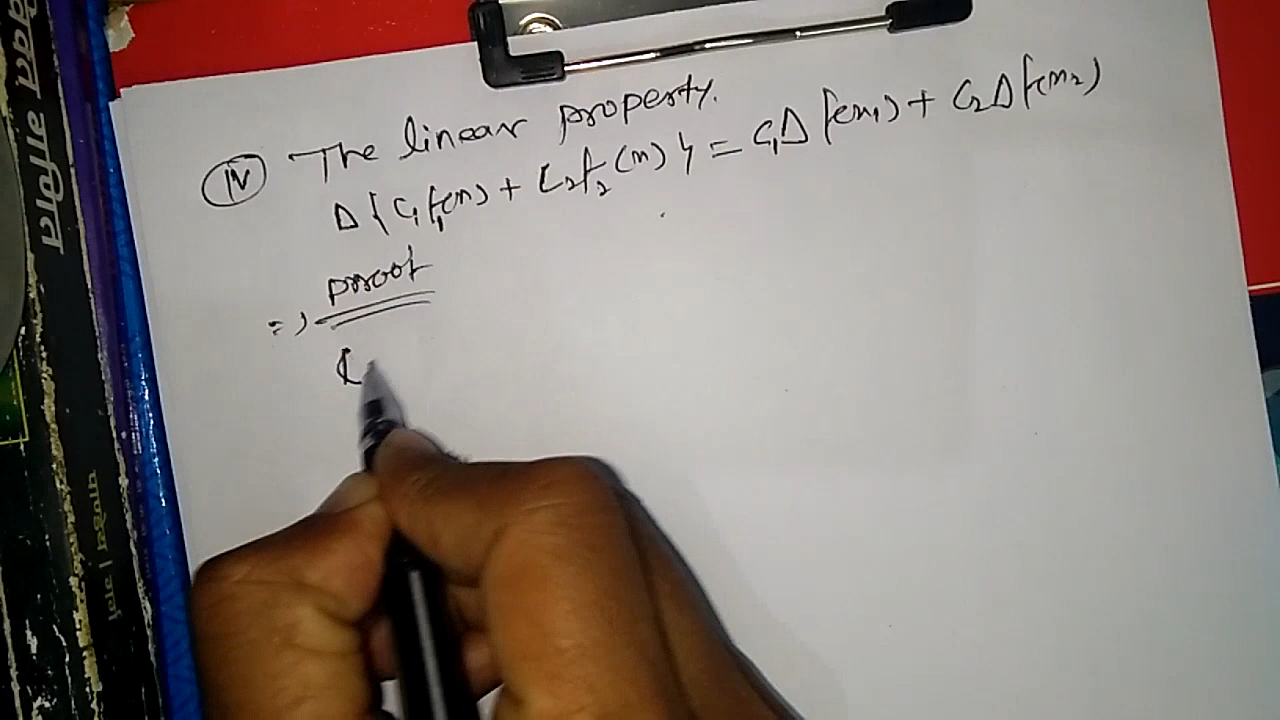 (IV) The linear property.
Δ{C₁f₁(x) + C₂f₂(x)} = C₁Δf(x₁) + C₂Δf(x₂)
=> proof
L